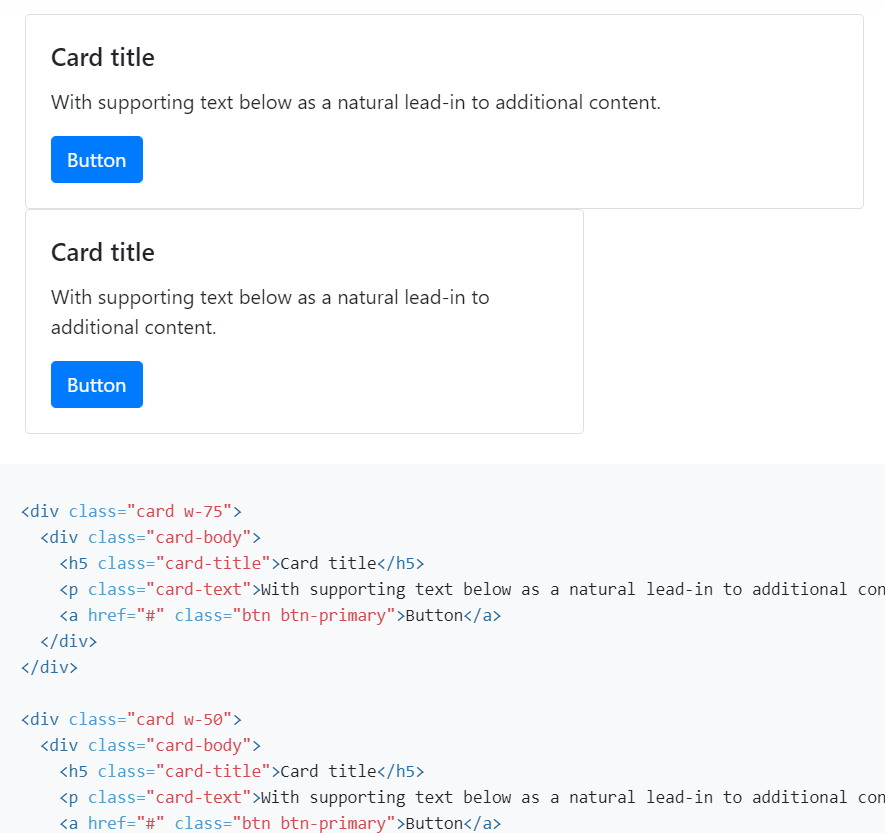 Card title
With supporting text below as a natural lead-in to additional content.
Button
Card title
With supporting text below as a natural lead-in to
additional content.
Button
<div class="card w-75">
  <div class="card-body">
    <h5 class="card-title">Card title</h5>
    <p class="card-text">With supporting text below as a natural lead-in to additional con
    <a href="#" class="btn btn-primary">Button</a>
  </div>
</div>
<div class="card w-50">
  <div class="card-body">
    <h5 class="card-title">Card title</h5>
    <p class="card-text">With supporting text below as a natural lead-in to additional con
    <a href="#" class="btn btn-primary">Button</a>